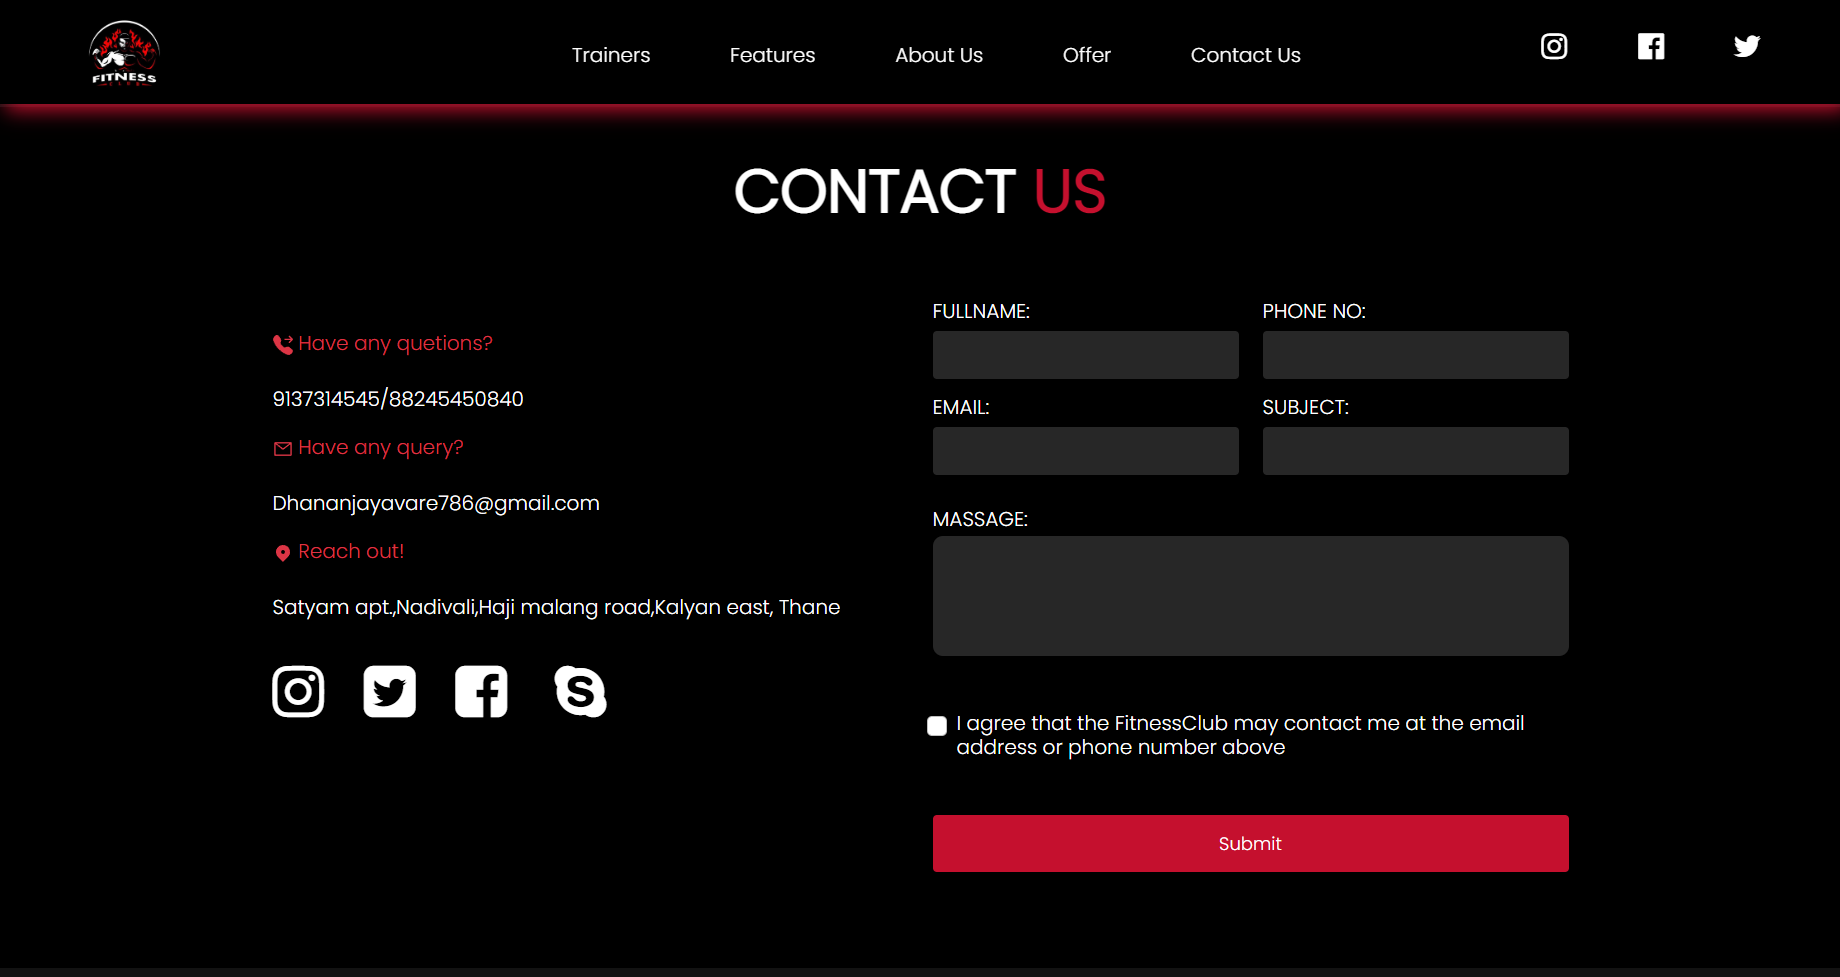 FITNESS
Trainers
Features
About Us
Offer
Contact Us
CONTACT US
Have any quetions?
9137314545/88245450840
Have any query?
Dhananjayavare786@gmail.com
Reach out!
Satyam apt.,Nadivali,Haji malang road,Kalyan east, Thane
FULLNAME:
PHONE NO:
EMAIL:
SUBJECT:
MASSAGE:
I agree that the FitnessClub may contact me at the email
address or phone number above
Submit